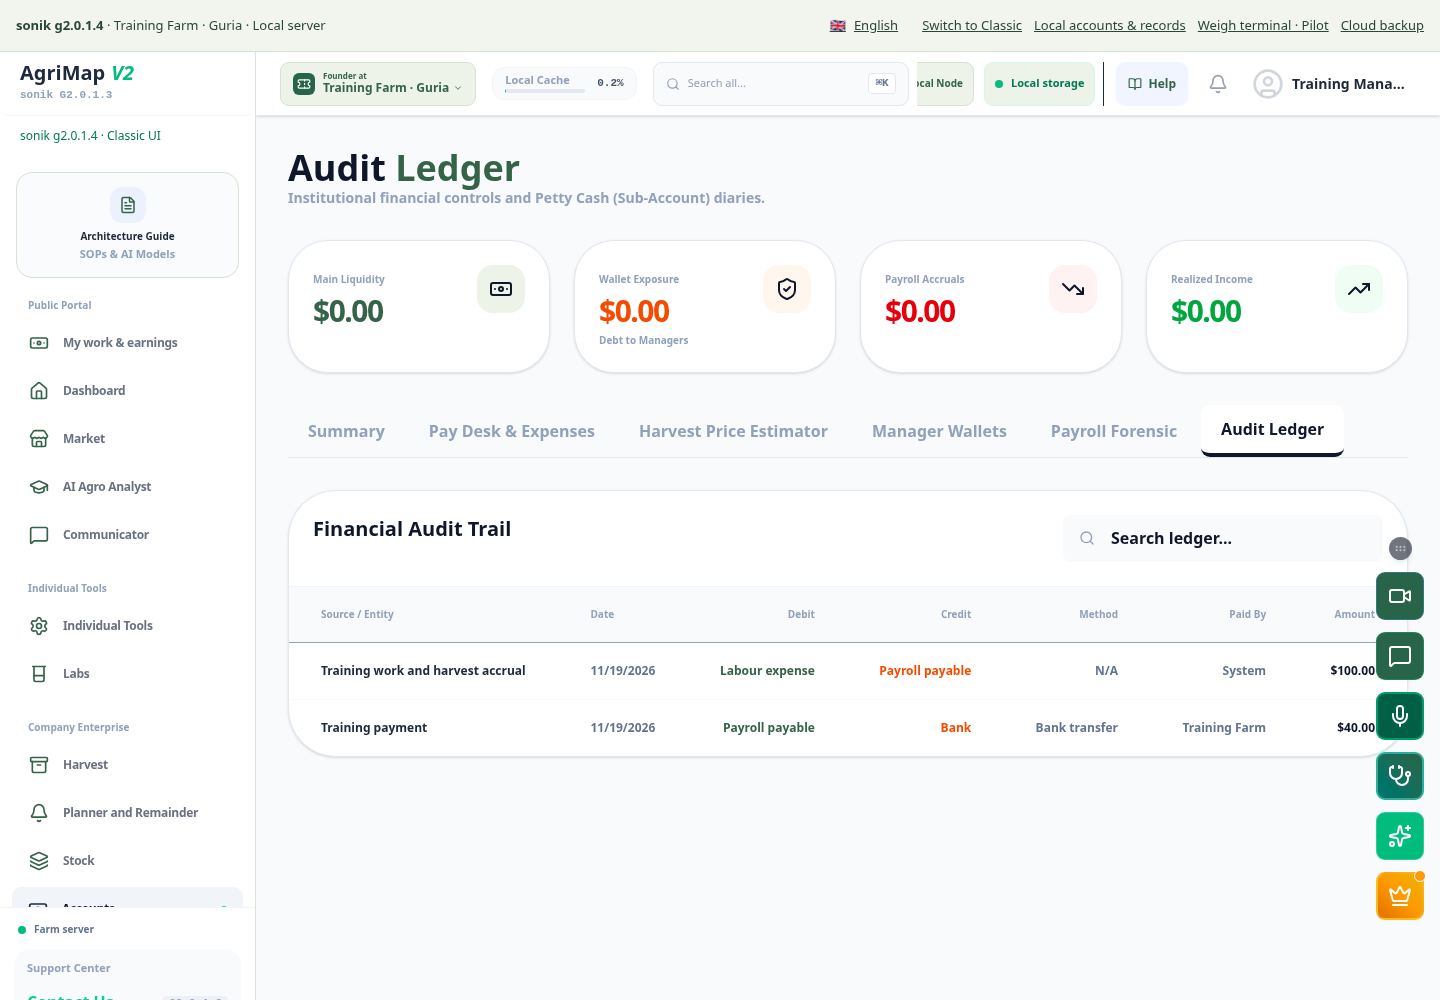 sonik g2.0.1.4 · Training Farm · Guria · Local server
🇬🇧 English Switch to Classic Local accounts & records Weigh terminal · Pilot Cloud backup
AgriMap V2
sonik G2.0.1.3
sonik g2.0.1.4 · Classic UI
Architecture Guide
SOPs & AI Models
Public Portal
My work & earnings
Dashboard
Market
AI Agro Analyst
Communicator
Individual Tools
Individual Tools
Labs
Company Enterprise
Harvest
Planner and Remainder
Stock
Accounts
Farm server
Support Center
Contact Us
Founder at
Training Farm · Guria
Local Cache 0.2%
Search all... ⌘K
cal Node
Local storage
Help
Training Mana...
Audit Ledger
Institutional financial controls and Petty Cash (Sub-Account) diaries.
Main Liquidity
$0.00
Wallet Exposure
$0.00
Debt to Managers
Payroll Accruals
$0.00
Realized Income
$0.00
Summary Pay Desk & Expenses Harvest Price Estimator Manager Wallets Payroll Forensic Audit Ledger
Financial Audit Trail
Search ledger...
Source / Entity Date Debit Credit Method Paid By Amount
Training work and harvest accrual 11/19/2026 Labour expense Payroll payable N/A System $100.00
Training payment 11/19/2026 Payroll payable Bank Bank transfer Training Farm $40.00